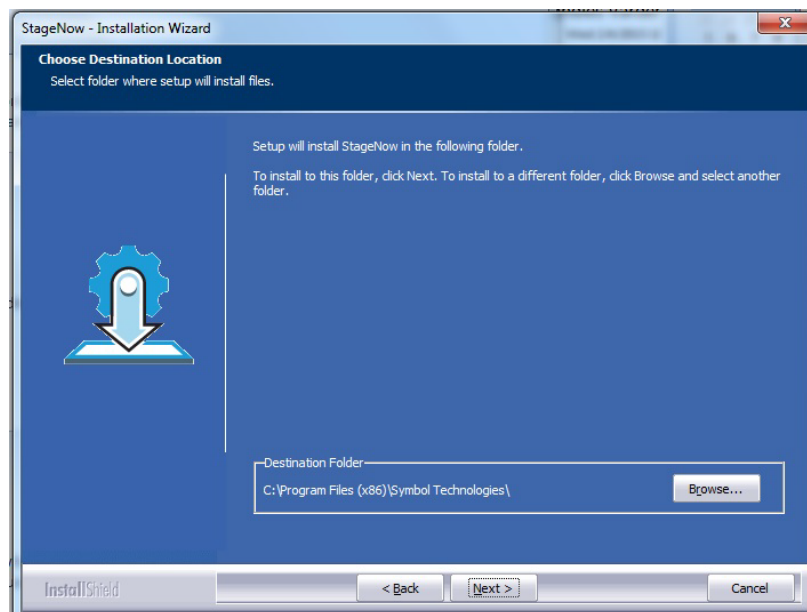 StageNow - Installation Wizard
Choose Destination Location
Select folder where setup will install files.
Setup will install StageNow in the following folder.
To install to this folder, click Next. To install to a different folder, click Browse and select another
folder.
Destination Folder
C:\Program Files (x86)\Symbol Technologies\
Browse...
InstallShield
< Back
Next >
Cancel